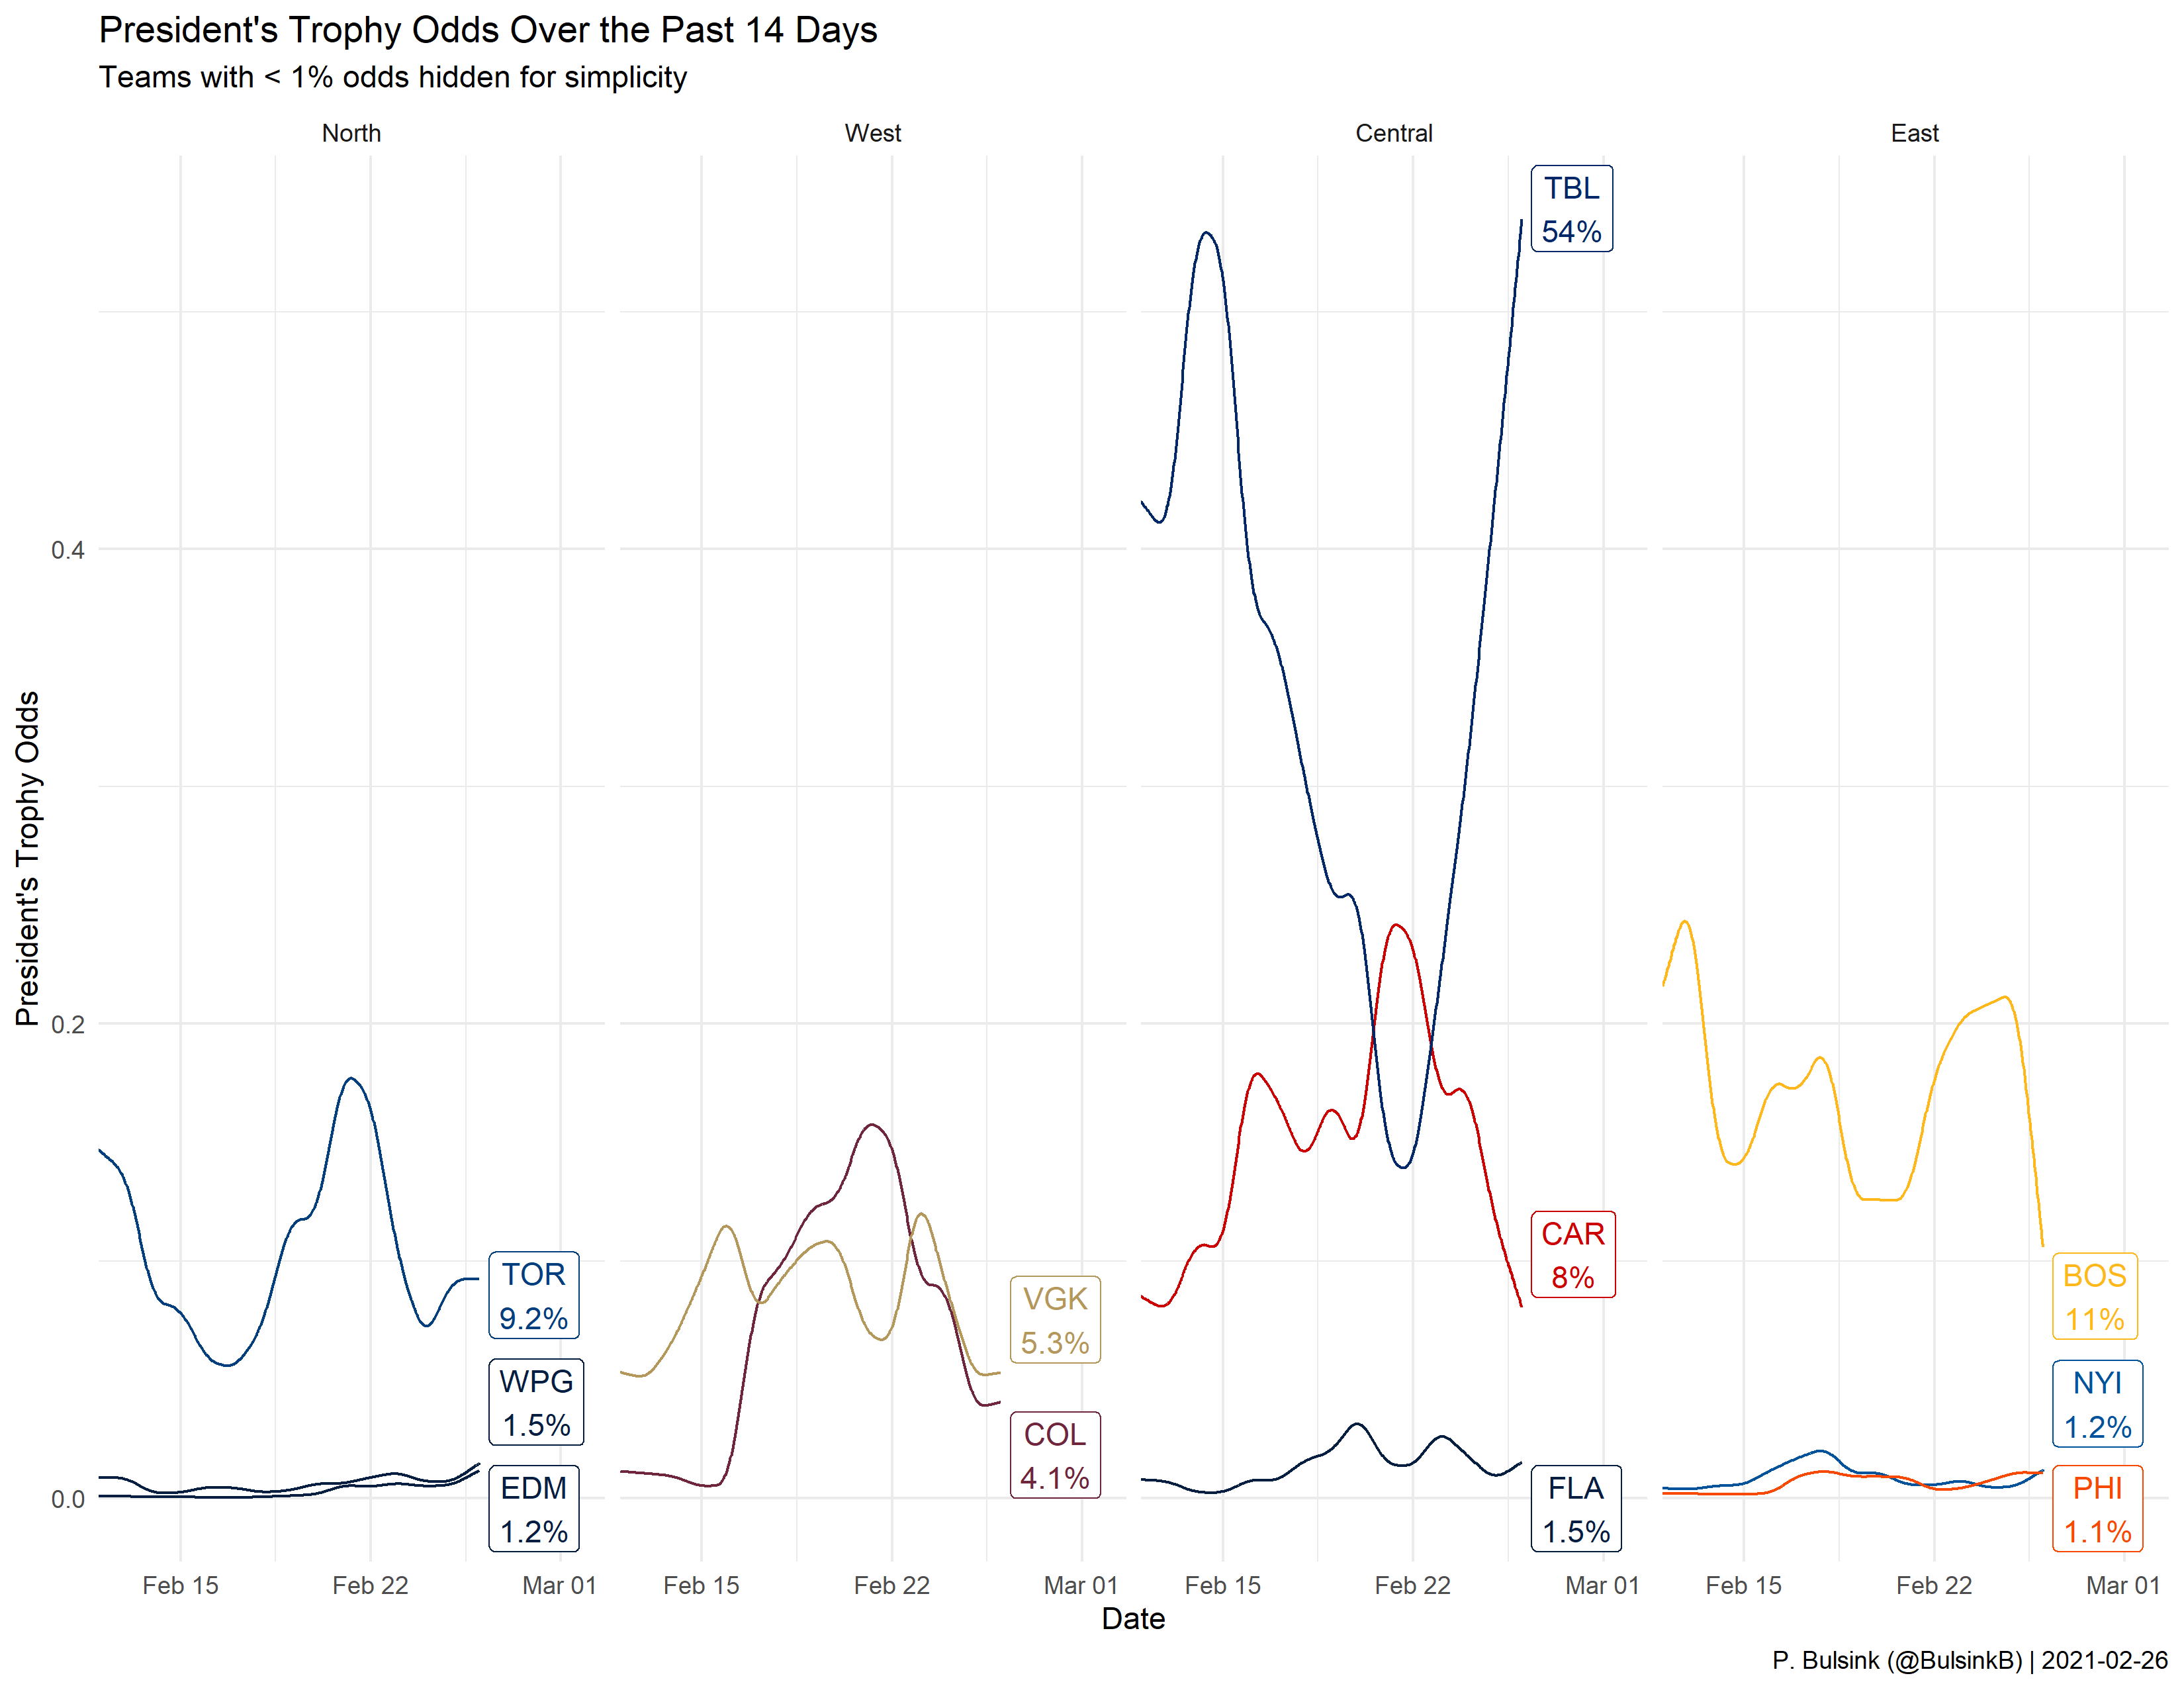 President's Trophy Odds Over the Past 14 Days
Teams with < 1% odds hidden for simplicity
North
West
Central
East
President's Trophy Odds
0.4
0.2
0.0
TOR
9.2%
WPG
1.5%
EDM
1.2%
VGK
5.3%
COL
4.1%
TBL
54%
CAR
8%
FLA
1.5%
BOS
11%
NYI
1.2%
PHI
1.1%
Feb 15
Feb 22
Mar 01
Feb 15
Feb 22
Mar 01
Feb 15
Feb 22
Mar 01
Feb 15
Feb 22
Mar 01
Date
P. Bulsink (@BulsinkB) | 2021-02-26